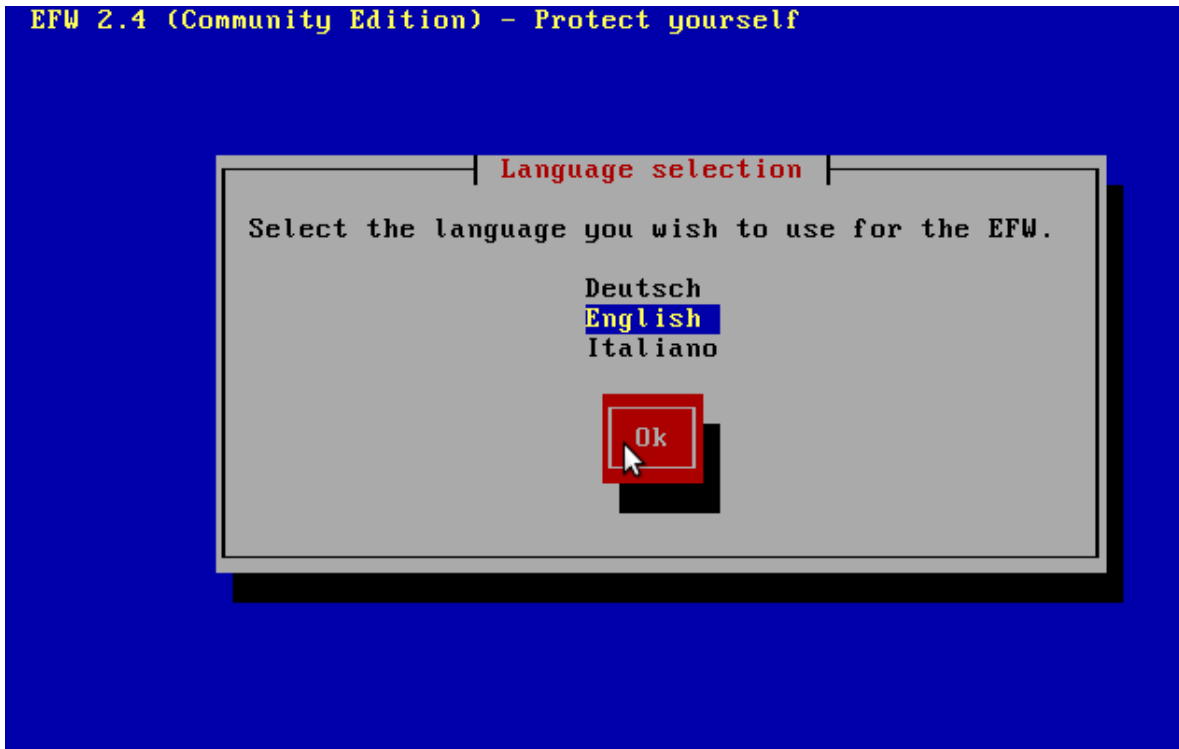 EFW 2.4 (Community Edition) - Protect yourself
Language selection
Select the language you wish to use for the EFW.
Deutsch
English
Italiano
Ok